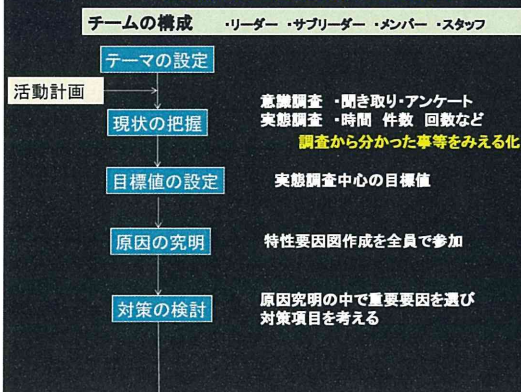 チームの構成 ・リーダー ・サブリーダー ・メンバー ・スタッフ
テーマの設定
活動計画
現状の把握
意識調査 ・聞き取り・アンケート
実態調査 ・時間 件数 回数など
調査から分かった事等をみえる化
目標値の設定
実態調査中心の目標値
原因の究明
特性要因図作成を全員で参加
対策の検討
原因究明の中で重要要因を選び
対策項目を考える